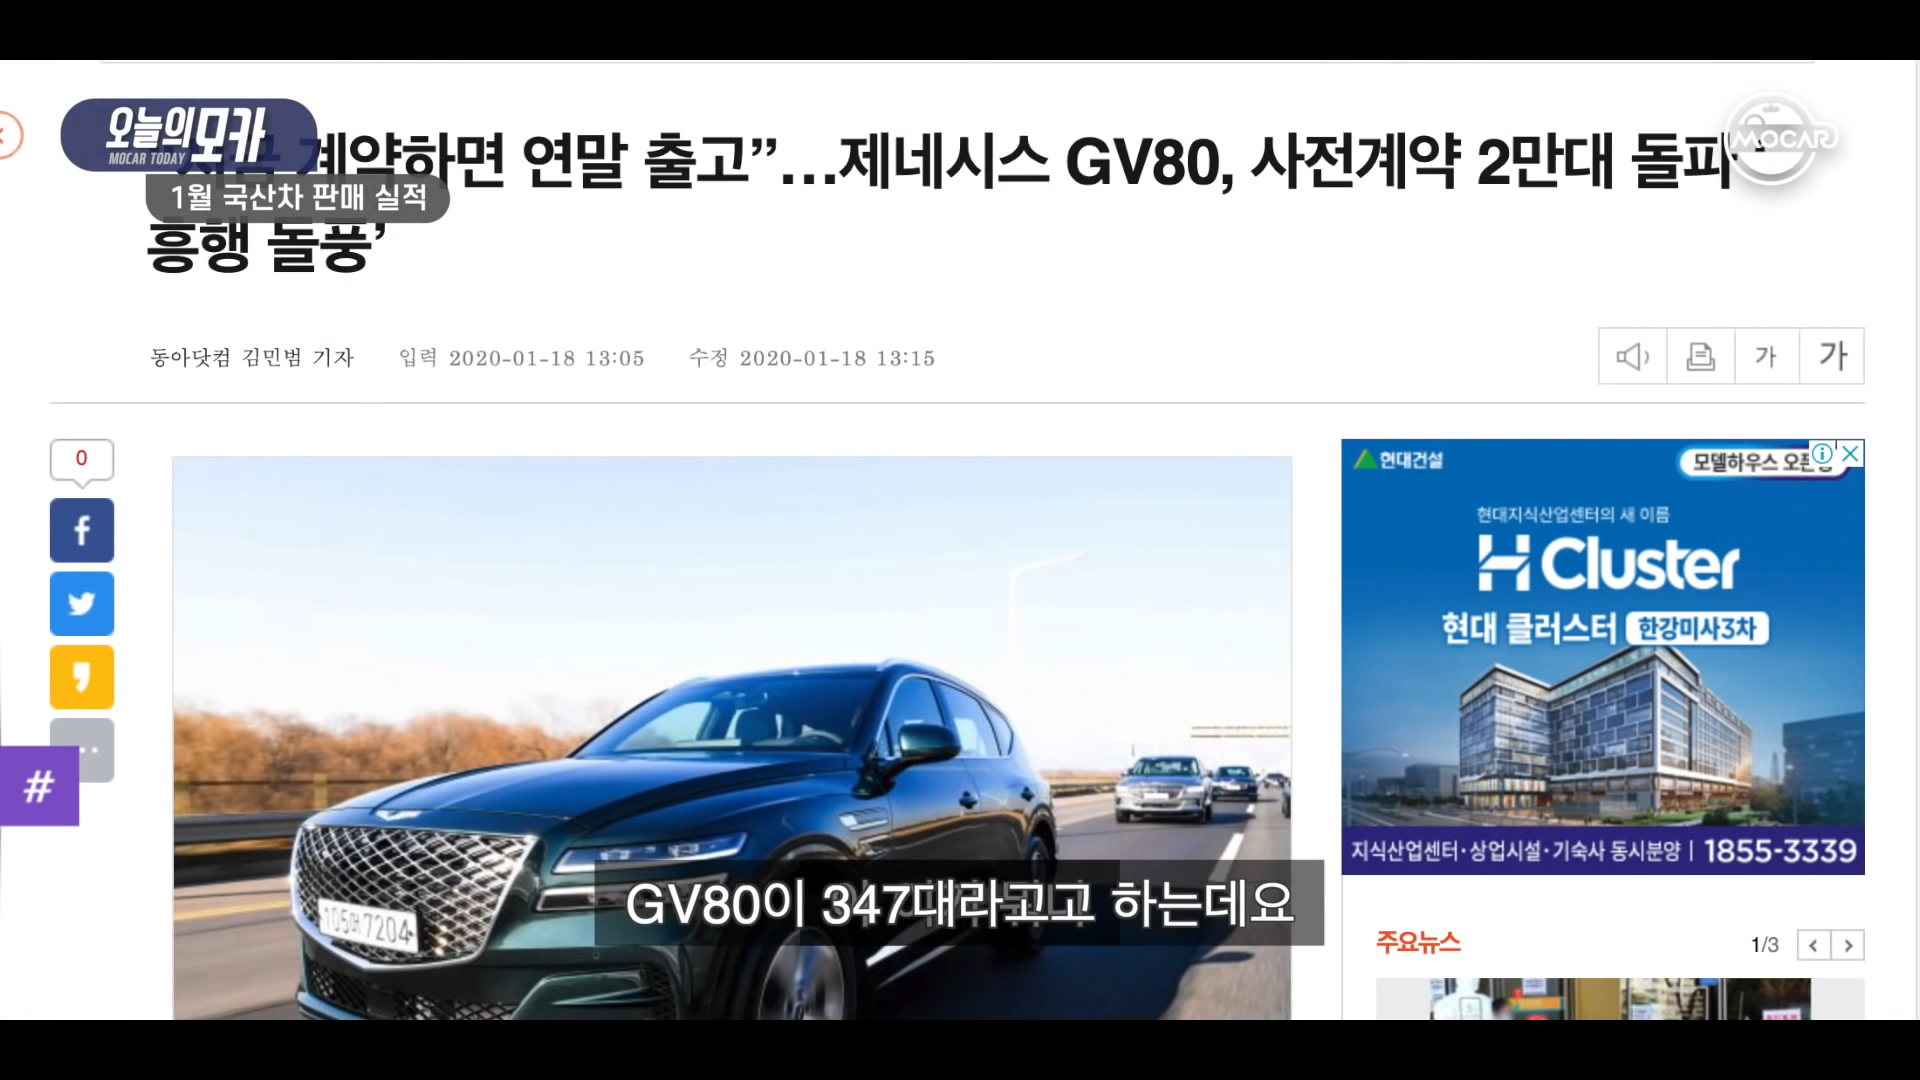 오늘의모카
MOCAR TODAY
1월 국산차 판매 실적
계약하면 연말 출고”…제네시스 GV80, 사전계약 2만대 돌파 ‘
흥행 돌풍’
MOCAR
동아닷컴 김민범 기자 입력 2020-01-18 13:05 수정 2020-01-18 13:15
가 가
0
f
#
105 7204
GV80이 347대라고고 하는데요
현대건설
모델하우스 오픈
현대지식산업센터의 새 이름
H Cluster
현대 클러스터 한강미사3차
지식산업센터·상업시설·기숙사 동시분양 | 1855-3339
주요뉴스 1/3 < >